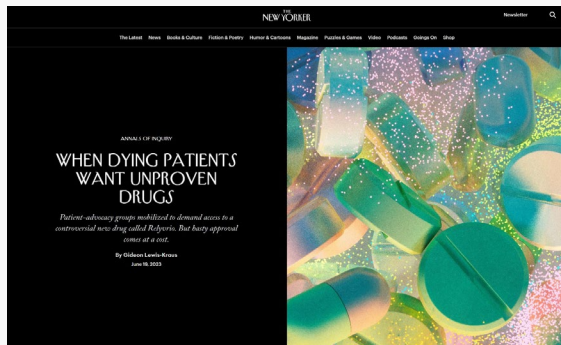 THE
NEW YORKER
Newsletter
The Latest News Books & Culture Fiction & Poetry Humor & Cartoons Magazine Puzzles & Games Video Podcasts Goings On Shop
ANNALS OF INQUIRY
WHEN DYING PATIENTS
WANT UNPROVEN
DRUGS
Patient-advocacy groups mobilized to demand access to a
controversial new drug called Relyvrio. But hasty approval
comes at a cost.
By Gideon Lewis-Kraus
June 19, 2023